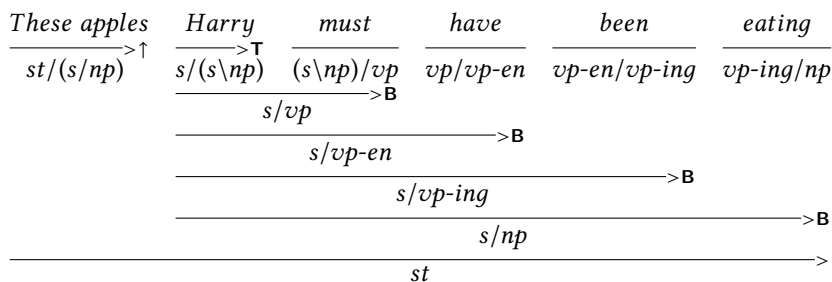 These apples Harry must have been eating
>↑ >T
st/(s/np) s/(s\np) (s\np)/vp vp/vp-en vp-en/vp-ing vp-ing/np
>B
s/vp
>B
s/vp-en
>B
s/vp-ing
>B
s/np
>
st